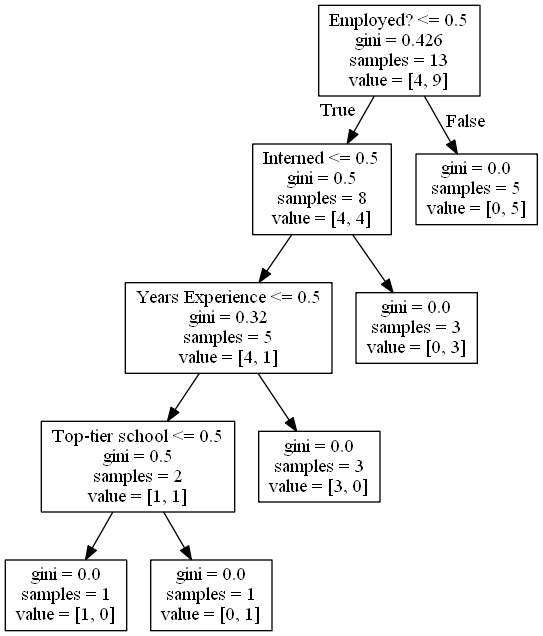 Employed? <= 0.5
gini = 0.426
samples = 13
value = [4, 9]
True
False
Interned <= 0.5
gini = 0.5
samples = 8
value = [4, 4]
gini = 0.0
samples = 5
value = [0, 5]
Years Experience <= 0.5
gini = 0.32
samples = 5
value = [4, 1]
gini = 0.0
samples = 3
value = [0, 3]
Top-tier school <= 0.5
gini = 0.5
samples = 2
value = [1, 1]
gini = 0.0
samples = 3
value = [3, 0]
gini = 0.0
samples = 1
value = [1, 0]
gini = 0.0
samples = 1
value = [0, 1]